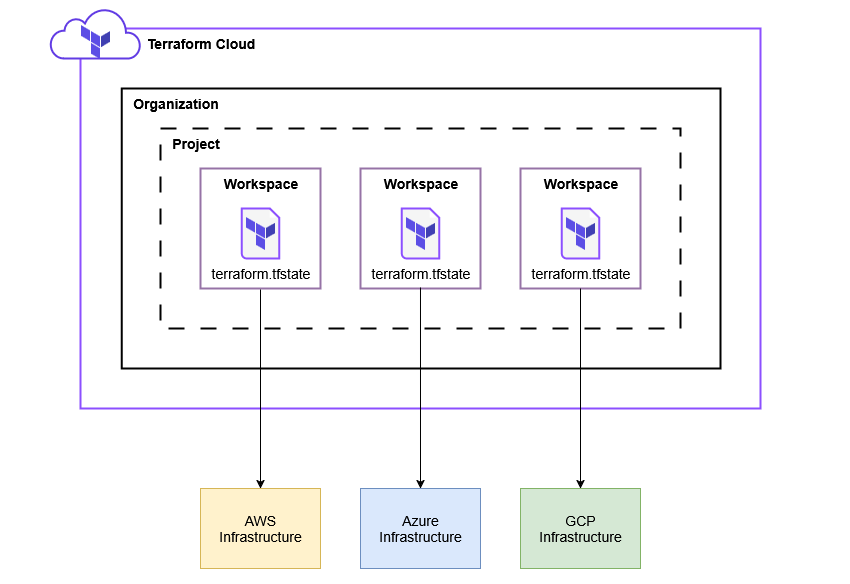 Terraform Cloud
Organization
Project
Workspace
Workspace
Workspace
terraform.tfstate
terraform.tfstate
terraform.tfstate
AWS
Infrastructure
Azure
Infrastructure
GCP
Infrastructure